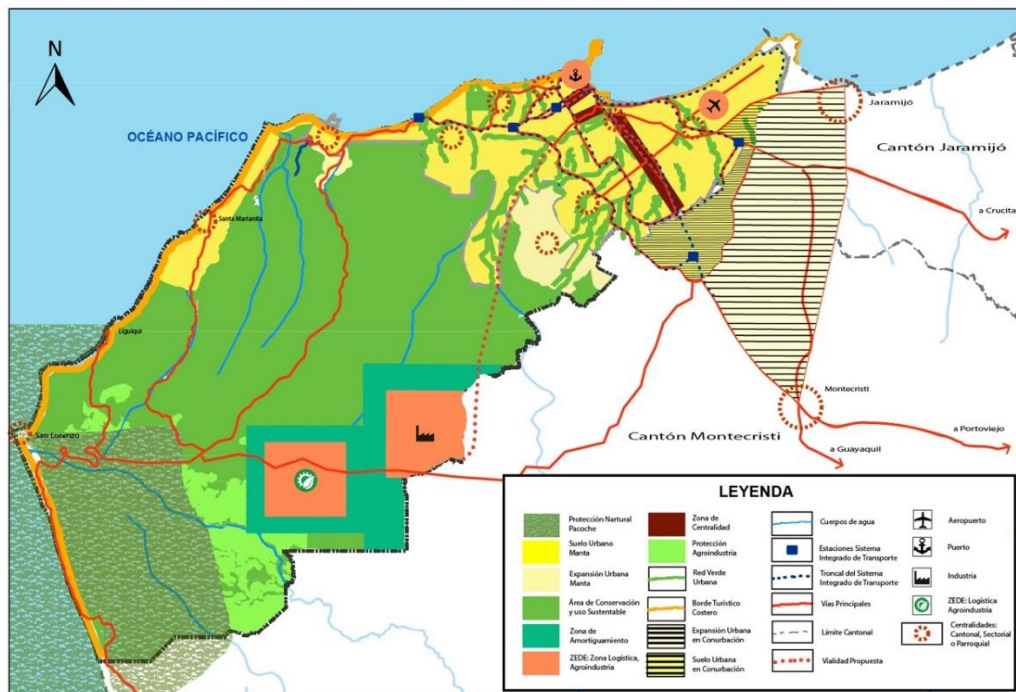 N
OCÉANO PACÍFICO
Jaramijó
Cantón Jaramijó
a Crucita
Santa Marianita
Liguiqui
San Lorenzo
Montecristi
Cantón Montecristi
a Portoviejo
a Guayaquil
LEYENDA
Protección Nartural
Pacoche
Suelo Urbano
Manta
Expansión Urbana
Manta
Área de Conservación
y uso Sustentable
Zona
de Amortiguamiento
ZEDE: Zona Logística,
Agroindustria
Zona de
Centralidad
Protección
Agroindustria
Red Verde
Urbana
Borde Turístico
Costero
Expansión Urbana
en Conurbación
Suelo Urbana
en Conurbación
Cuerpos de agua
Estaciones Sistema
Integrado de Transporte
Troncal del Sistema
Integrado de Transporte
Vías Principales
Límite Cantonal
Vialidad Propuesta
Aeropuerto
Puerto
Industria
ZEDE: Logística
Agroindustria
Centralidades:
Cantonal, Sectorial
o Parroquial